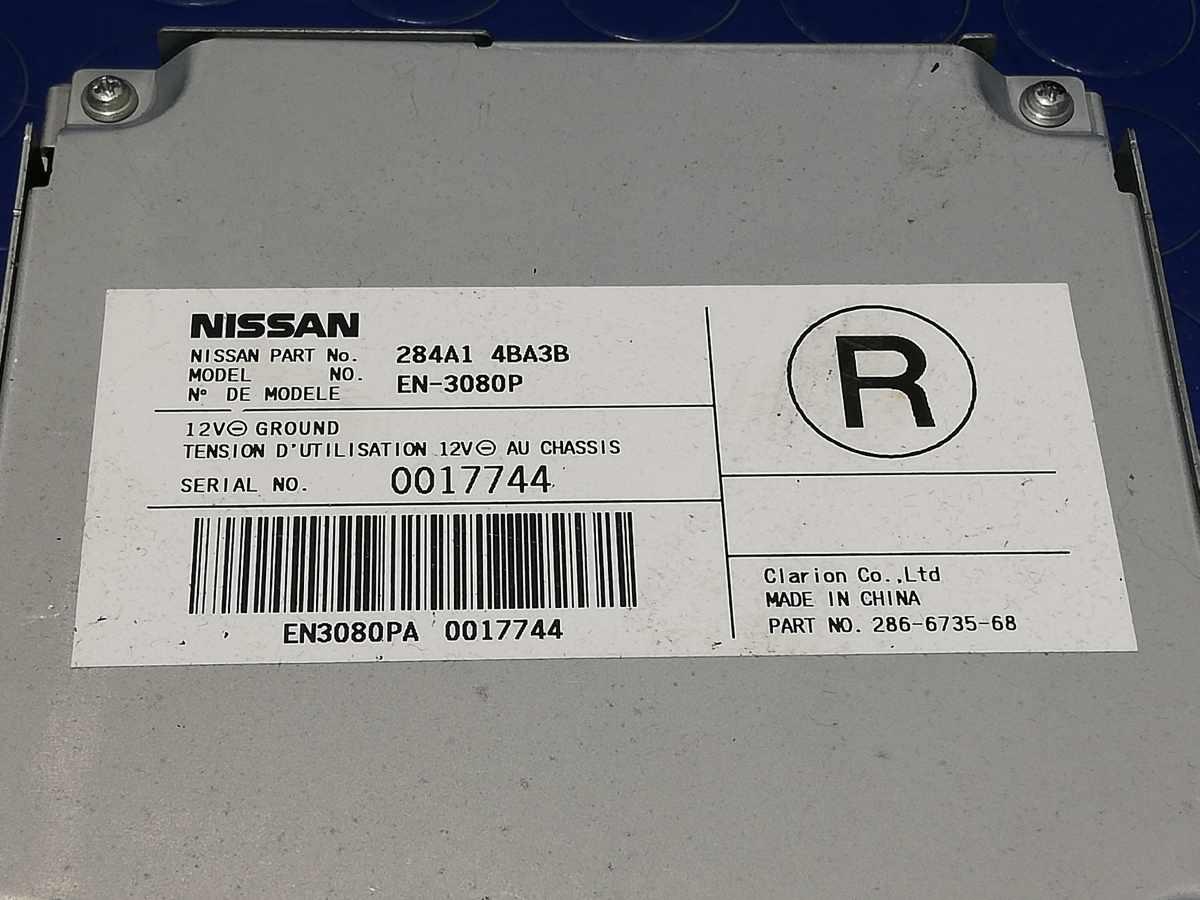 NISSAN
NISSAN PART No. 284A1 4BA3B
MODEL NO. EN-3080P
N° DE MODELE
12V⊖ GROUND
TENSION D'UTILISATION 12V⊖ AU CHASSIS
SERIAL NO. 0017744
EN3080PA 0017744
R
Clarion Co.,Ltd
MADE IN CHINA
PART NO. 286-6735-68